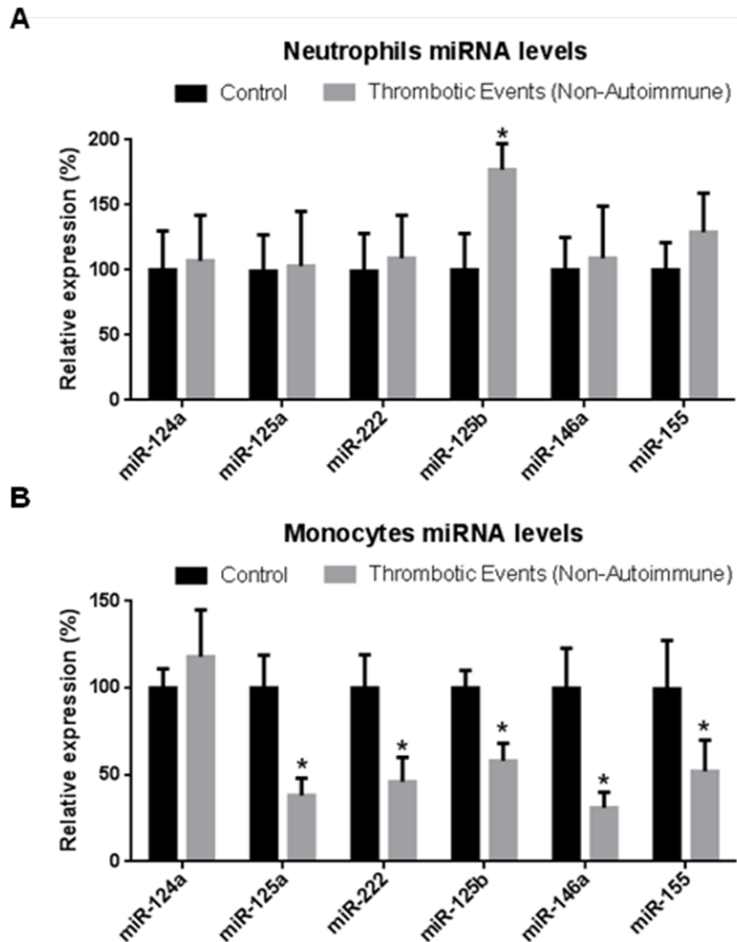 A
Neutrophils miRNA levels
Control Thrombotic Events (Non-Autoimmune)
Relative expression (%)
200
150
100
50
0
*
miR-124a miR-125a miR-222 miR-125b miR-146a miR-155
B
Monocytes miRNA levels
Control Thrombotic Events (Non-Autoimmune)
Relative expression (%)
150
100
50
0
* * * * *
miR-124a miR-125a miR-222 miR-125b miR-146a miR-155